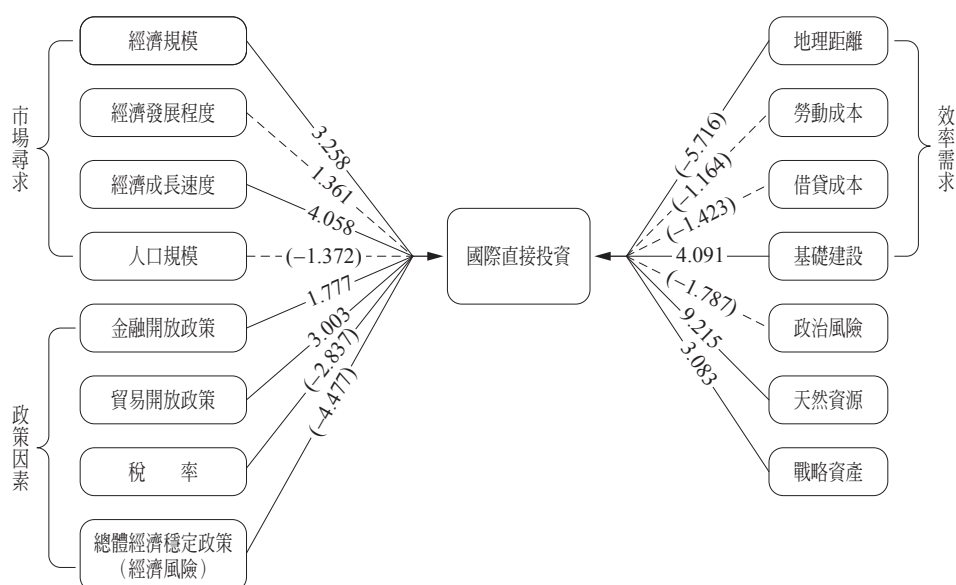 市場尋求
經濟規模
經濟發展程度
經濟成長速度
人口規模
政策因素
金融開放政策
貿易開放政策
稅 率
總體經濟穩定政策
（經濟風險）
3.258
1.361
4.058
(–1.372)
1.777
3.003
(–2.837)
(–4.477)
國際直接投資
(–5.716)
(–1.164)
(–1.423)
4.091
(–1.787)
9.215
3.083
地理距離
勞動成本
借貸成本
基礎建設
政治風險
天然資源
戰略資產
效率需求